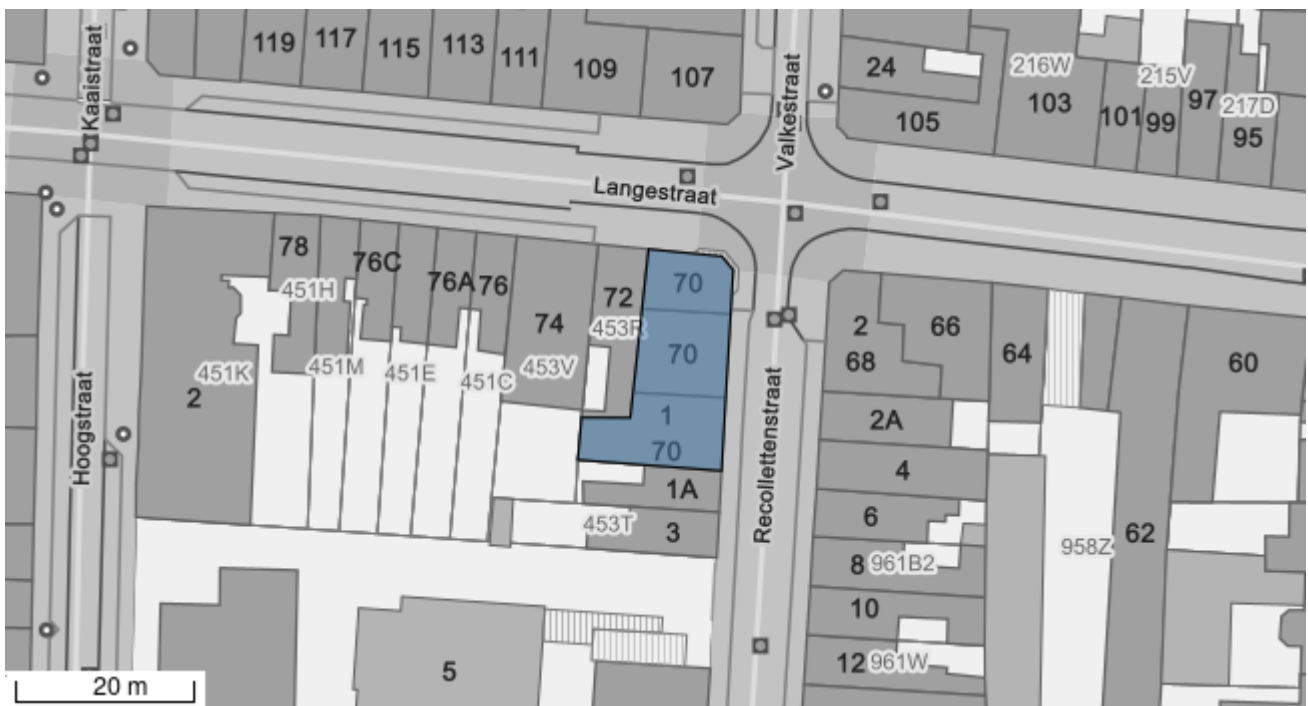 119
117
115
113
111
109
107
24
216W
103
105
101
99
215V
97
217D
95
Kaaistraat
Valkestraat
Langestraat
78
76C
76A
76
74
72
70
451H
453R
70
451K
451M
451E
451C
453V
2
1
70
Hoogstraat
Recollettenstraat
1A
453T
3
5
2
68
66
64
60
2A
4
6
8
961B2
958Z
62
10
12
961W
20 m